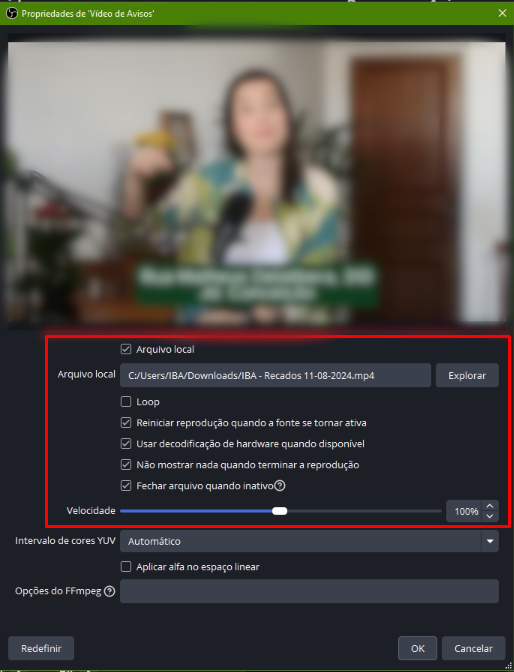 Propriedades de 'Vídeo de Avisos'
Arquivo local
Arquivo local C:/Users/IBA/Downloads/IBA - Recados 11-08-2024.mp4 Explorar
Loop
Reiniciar reprodução quando a fonte se tornar ativa
Usar decodificação de hardware quando disponível
Não mostrar nada quando terminar a reprodução
Fechar arquivo quando inativo
Velocidade 100%
Intervalo de cores YUV Automático
Aplicar alfa no espaço linear
Opções do FFmpeg
Redefinir OK Cancelar